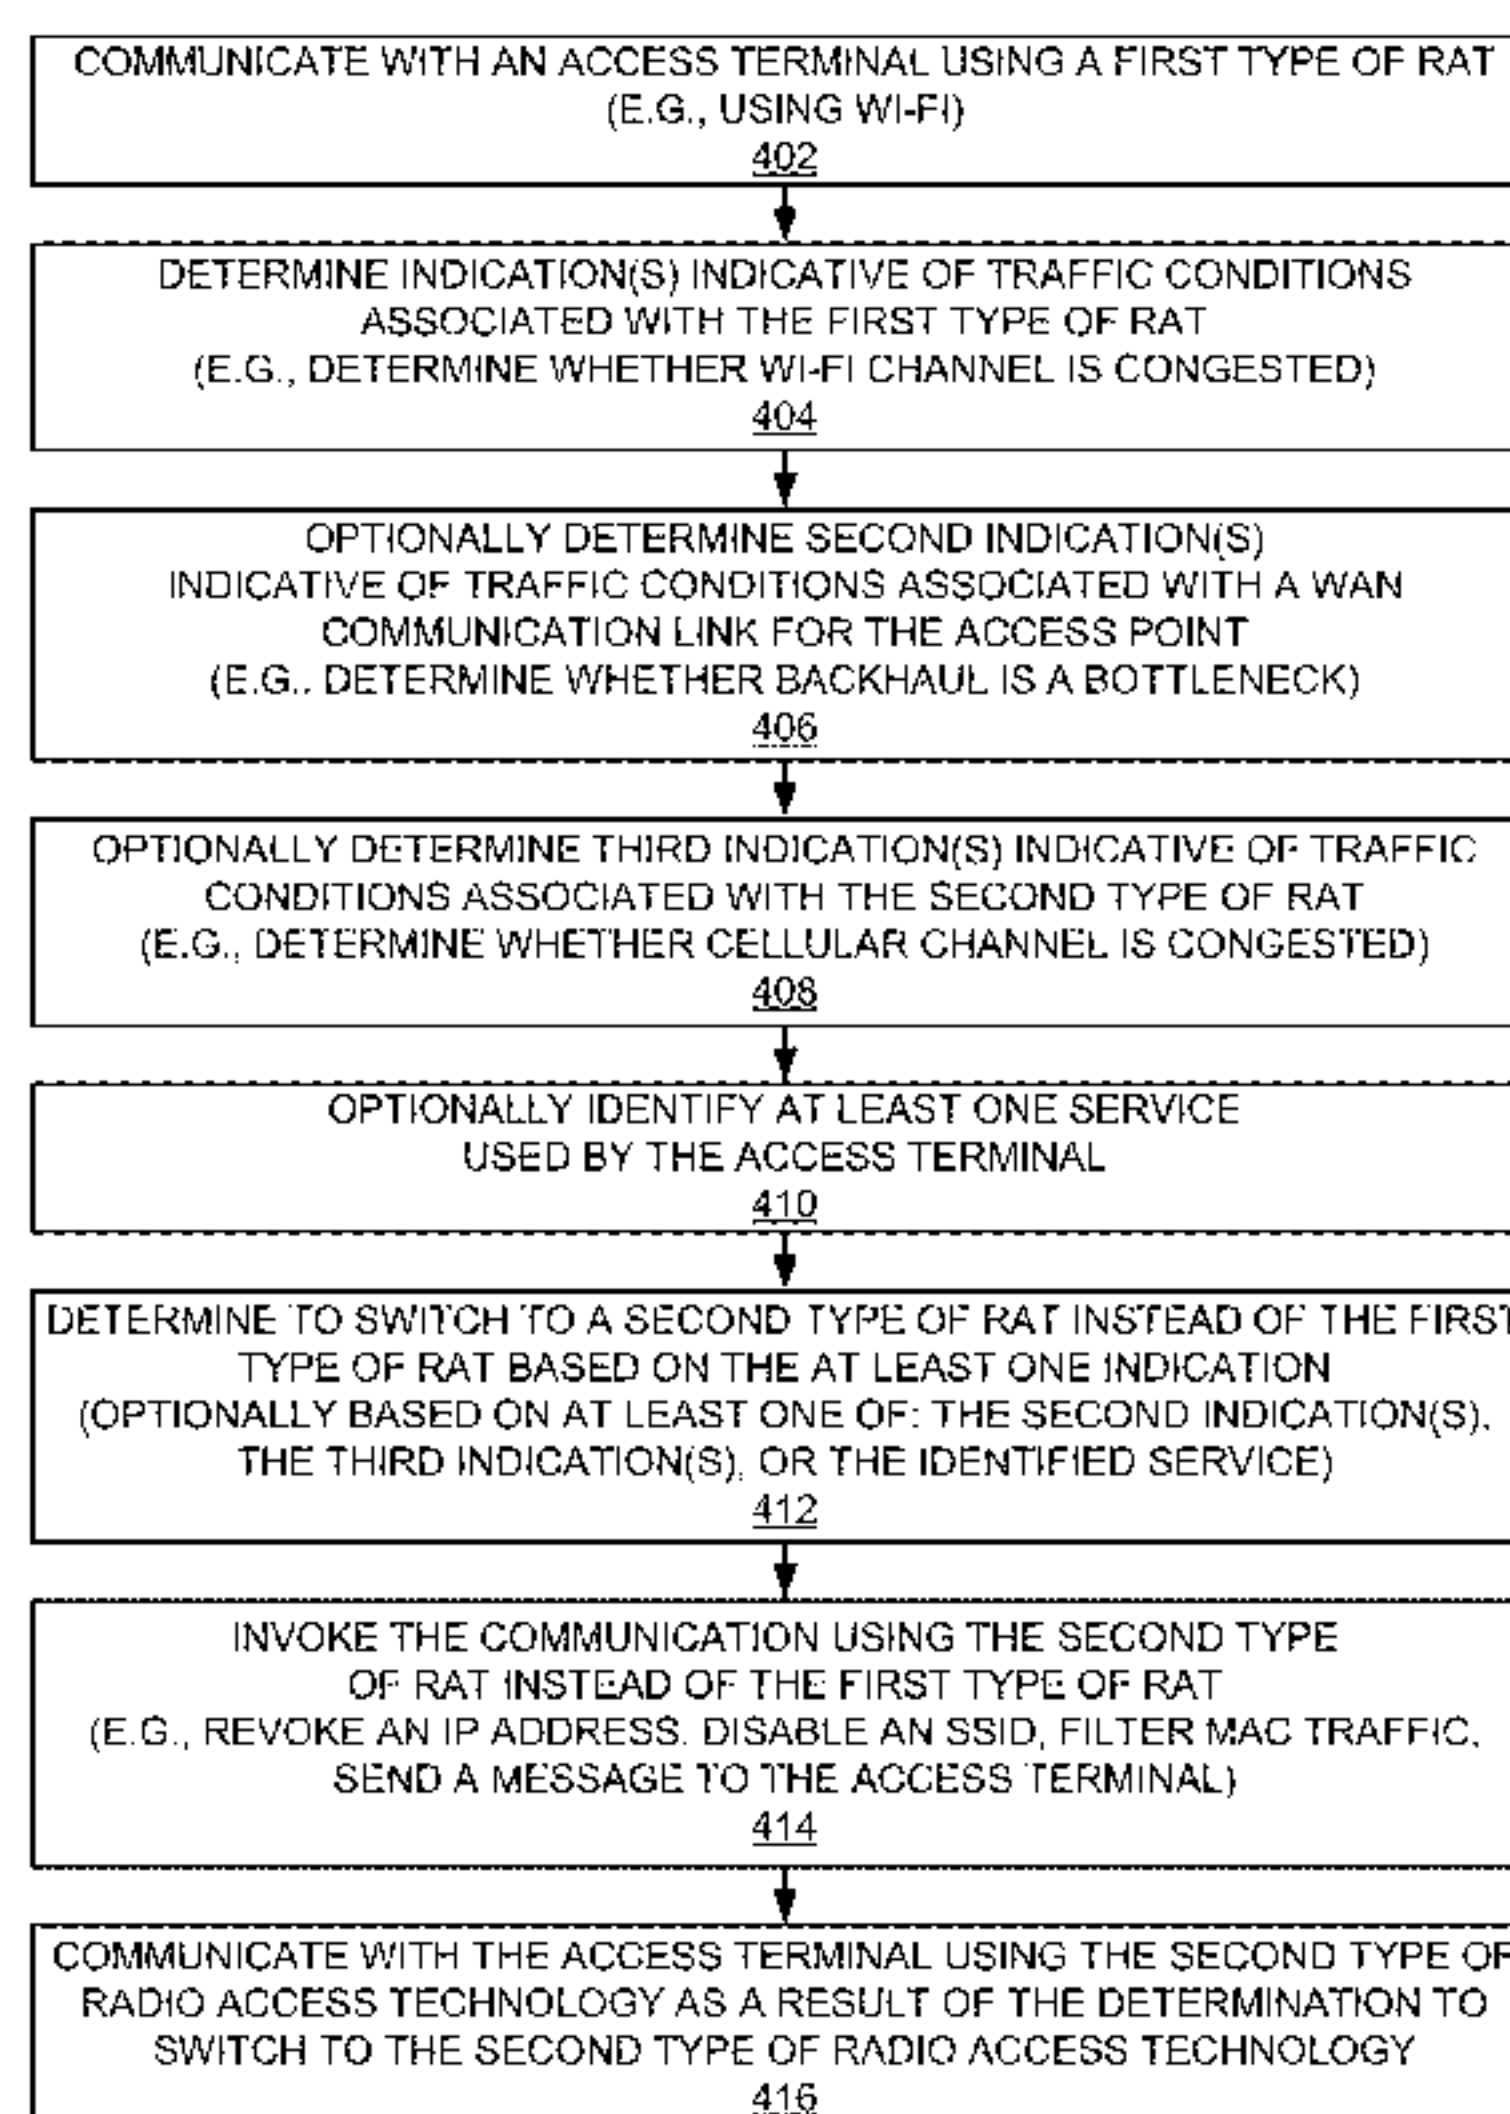 COMMUNICATE WITH AN ACCESS TERMINAL USING A FIRST TYPE OF RAT
(E.G., USING WI-FI)
402
DETERMINE INDICATION(S) INDICATIVE OF TRAFFIC CONDITIONS
ASSOCIATED WITH THE FIRST TYPE OF RAT
(E.G., DETERMINE WHETHER WI-FI CHANNEL IS CONGESTED)
404
OPTIONALLY DETERMINE SECOND INDICATION(S)
INDICATIVE OF TRAFFIC CONDITIONS ASSOCIATED WITH A WAN
COMMUNICATION LINK FOR THE ACCESS POINT
(E.G., DETERMINE WHETHER BACKHAUL IS A BOTTLENECK)
406
OPTIONALLY DETERMINE THIRD INDICATION(S) INDICATIVE OF TRAFFIC
CONDITIONS ASSOCIATED WITH THE SECOND TYPE OF RAT
(E.G., DETERMINE WHETHER CELLULAR CHANNEL IS CONGESTED)
408
OPTIONALLY IDENTIFY AT LEAST ONE SERVICE
USED BY THE ACCESS TERMINAL
410
DETERMINE TO SWITCH TO A SECOND TYPE OF RAT INSTEAD OF THE FIRST
TYPE OF RAT BASED ON THE AT LEAST ONE INDICATION
(OPTIONALLY BASED ON AT LEAST ONE OF: THE SECOND INDICATION(S),
THE THIRD INDICATION(S), OR THE IDENTIFIED SERVICE)
412
INVOKE THE COMMUNICATION USING THE SECOND TYPE
OF RAT INSTEAD OF THE FIRST TYPE OF RAT
(E.G., REVOKE AN IP ADDRESS, DISABLE AN SSID, FILTER MAC TRAFFIC,
SEND A MESSAGE TO THE ACCESS TERMINAL)
414
COMMUNICATE WITH THE ACCESS TERMINAL USING THE SECOND TYPE OF
RADIO ACCESS TECHNOLOGY AS A RESULT OF THE DETERMINATION TO
SWITCH TO THE SECOND TYPE OF RADIO ACCESS TECHNOLOGY
416